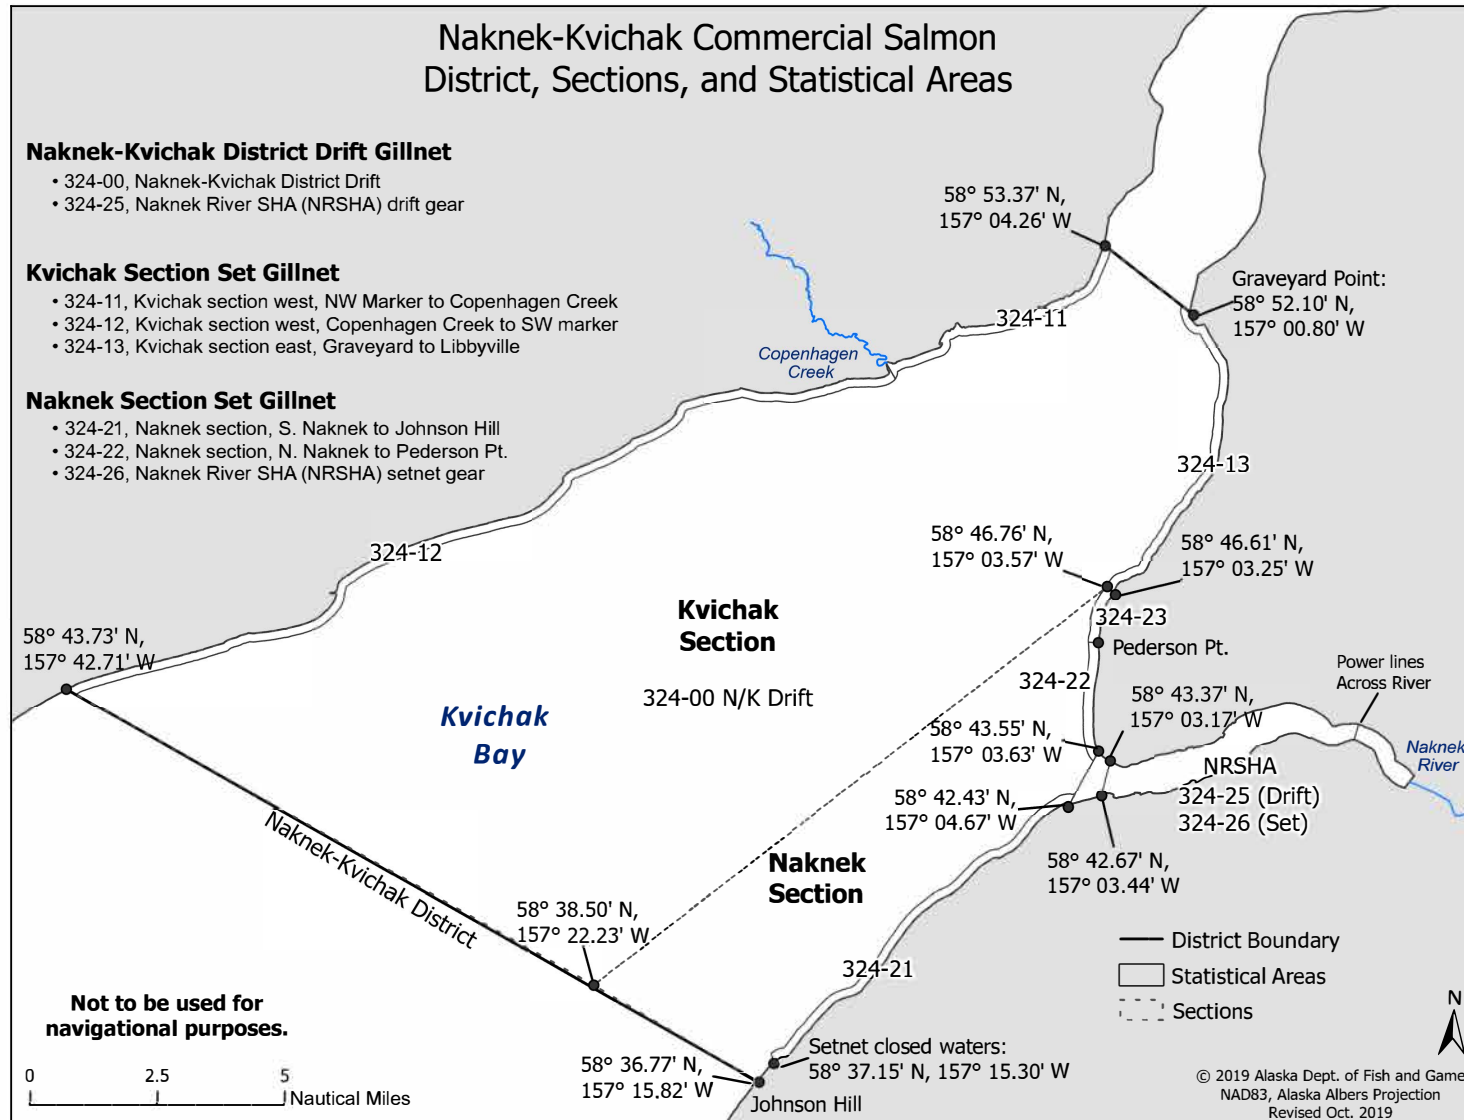 Naknek-Kvichak Commercial Salmon
District, Sections, and Statistical Areas
Naknek-Kvichak District Drift Gillnet
• 324-00, Naknek-Kvichak District Drift
• 324-25, Naknek River SHA (NRSHA) drift gear
Kvichak Section Set Gillnet
• 324-11, Kvichak section west, NW Marker to Copenhagen Creek
• 324-12, Kvichak section west, Copenhagen Creek to SW marker
• 324-13, Kvichak section east, Graveyard to Libbyville
Naknek Section Set Gillnet
• 324-21, Naknek section, S. Naknek to Johnson Hill
• 324-22, Naknek section, N. Naknek to Pederson Pt.
• 324-26, Naknek River SHA (NRSHA) setnet gear
58° 53.37' N,
157° 04.26' W
Graveyard Point:
58° 52.10' N,
157° 00.80' W
324-11
Copenhagen
Creek
324-13
324-12
58° 46.76' N,
157° 03.57' W
58° 46.61' N,
157° 03.25' W
Kvichak
Section
324-23
58° 43.73' N,
157° 42.71' W
Pederson Pt.
Power lines
Across River
324-22
324-00 N/K Drift
58° 43.37' N,
157° 03.17' W
Kvichak
Bay
58° 43.55' N,
157° 03.63' W
Naknek
River
NRSHA
324-25 (Drift)
324-26 (Set)
58° 42.43' N,
157° 04.67' W
58° 42.67' N,
157° 03.44' W
Naknek
Section
Naknek-Kvichak District
58° 38.50' N,
157° 22.23' W
324-21
District Boundary
Statistical Areas
Sections
Not to be used for
navigational purposes.
N
Setnet closed waters:
58° 37.15' N, 157° 15.30' W
58° 36.77' N,
157° 15.82' W
Johnson Hill
0 2.5 5
Nautical Miles
© 2019 Alaska Dept. of Fish and Game
NAD83, Alaska Albers Projection
Revised Oct. 2019